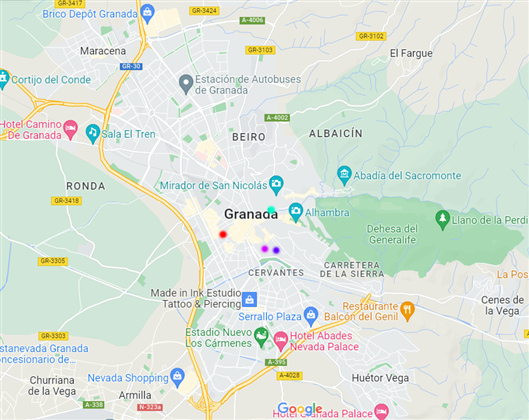 GR-3417
GR-3424
Brico Depôt Granada
A-4006
Maracena
GR-3103
GR-3102
El Fargue
GR-30
Cortijo del Conde
Estación de Autobuses
de Granada
A-4002
Hotel Camino
De Granada
Sala El Tren
BEIRO
ALBAICÍN
Abadía del Sacromonte
RONDA
Mirador de San Nicolás
GR-3418
Granada
Alhambra
Llano de la Perdi
Dehesa del
Generalife
GR-3305
CERVANTES
CARRETERA
DE LA SIERRA
La Pos
Made in Ink Estudio
Tattoo & Piercing
Serrallo Plaza
Restaurante
Balcón del Genil
Cenes de
la Vega
GR-3303
Estadio Nuevo
Los Cármenes
Hotel Abades
Nevada Palace
estanevada Granada
concesionario de...
A-395
Churriana
de la Vega
Nevada Shopping
Armilla
A-4028
Huétor Vega
A-338
N-323a
Google
Hotel Granada Palace